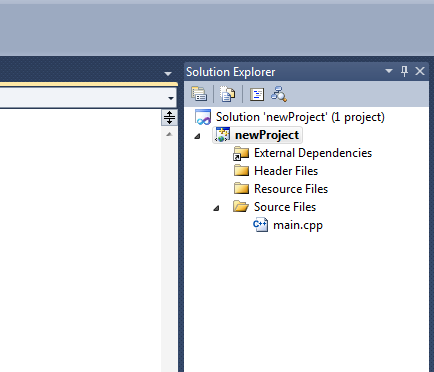 Solution Explorer
Solution 'newProject' (1 project)
newProject
External Dependencies
Header Files
Resource Files
Source Files
C++ main.cpp